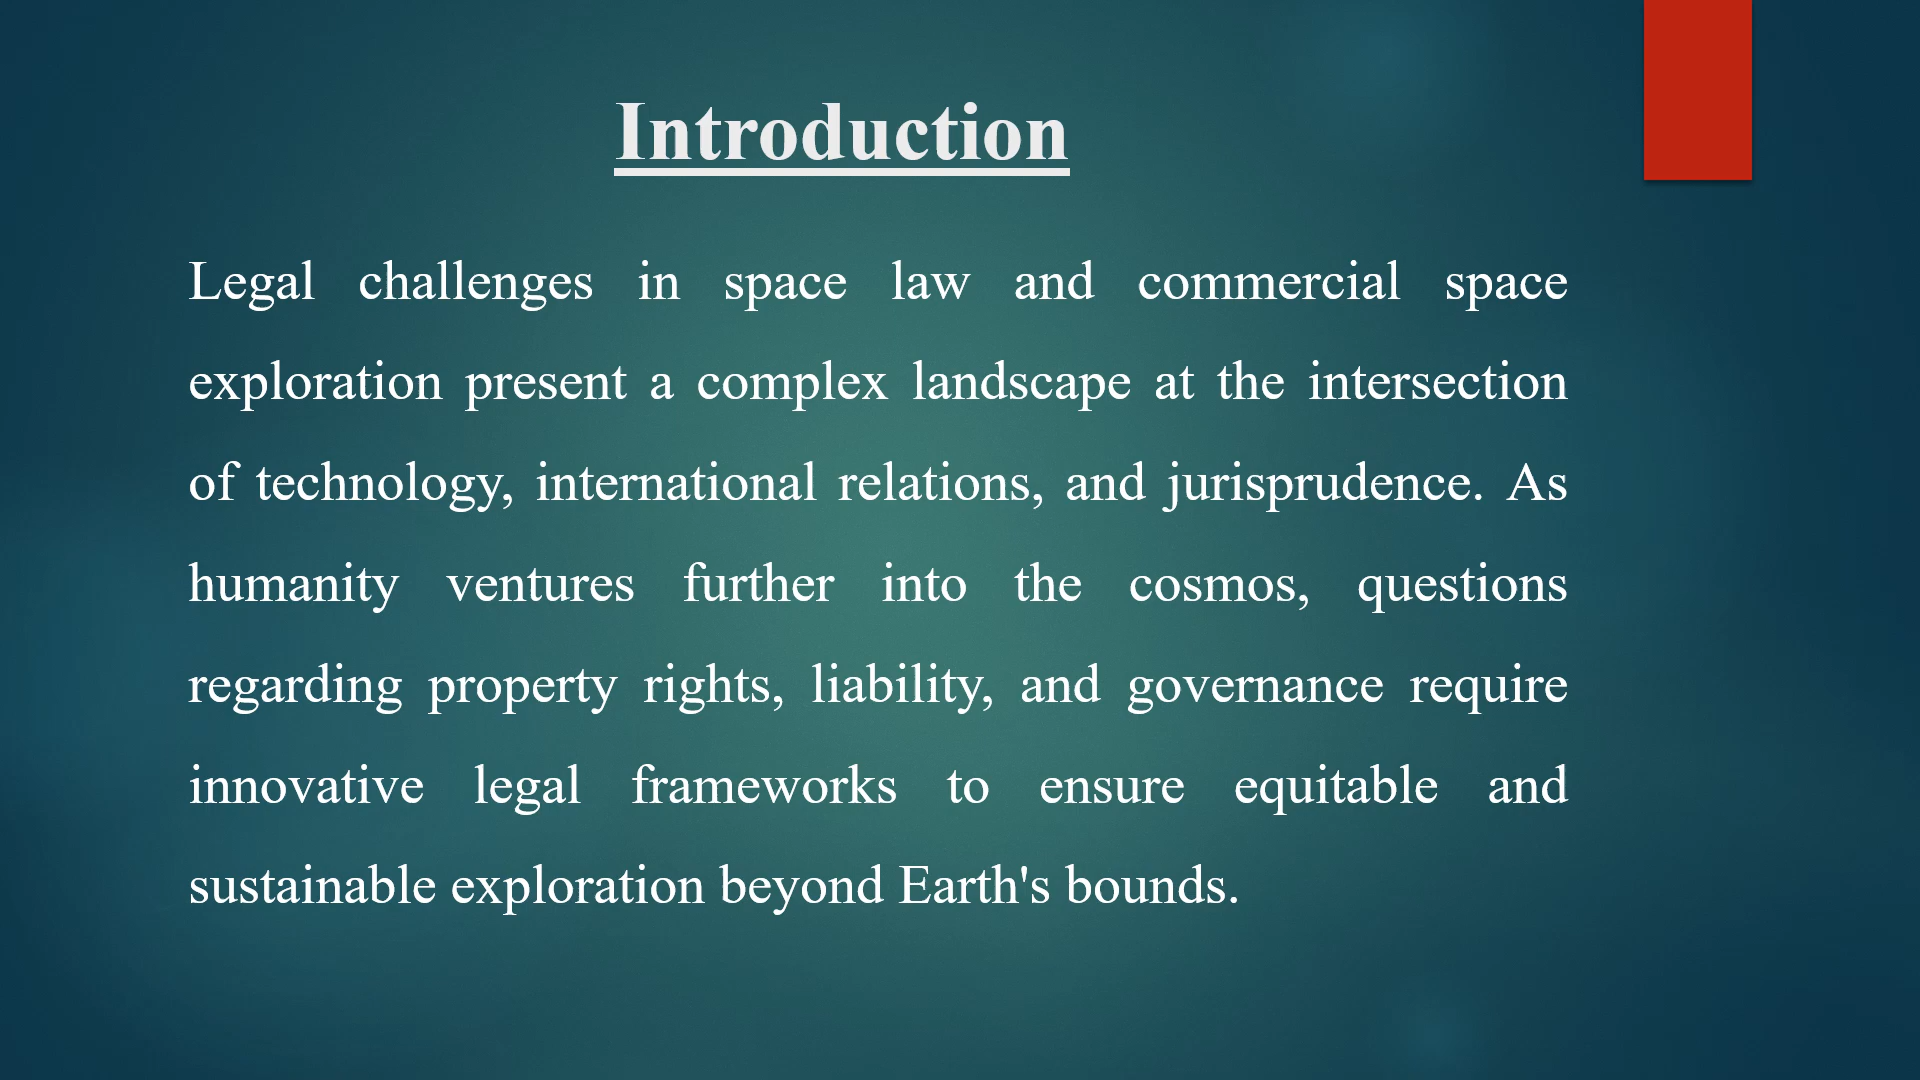 Introduction
Legal challenges in space law and commercial space
exploration present a complex landscape at the intersection
of technology, international relations, and jurisprudence. As
humanity ventures further into the cosmos, questions
regarding property rights, liability, and governance require
innovative legal frameworks to ensure equitable and
sustainable exploration beyond Earth's bounds.